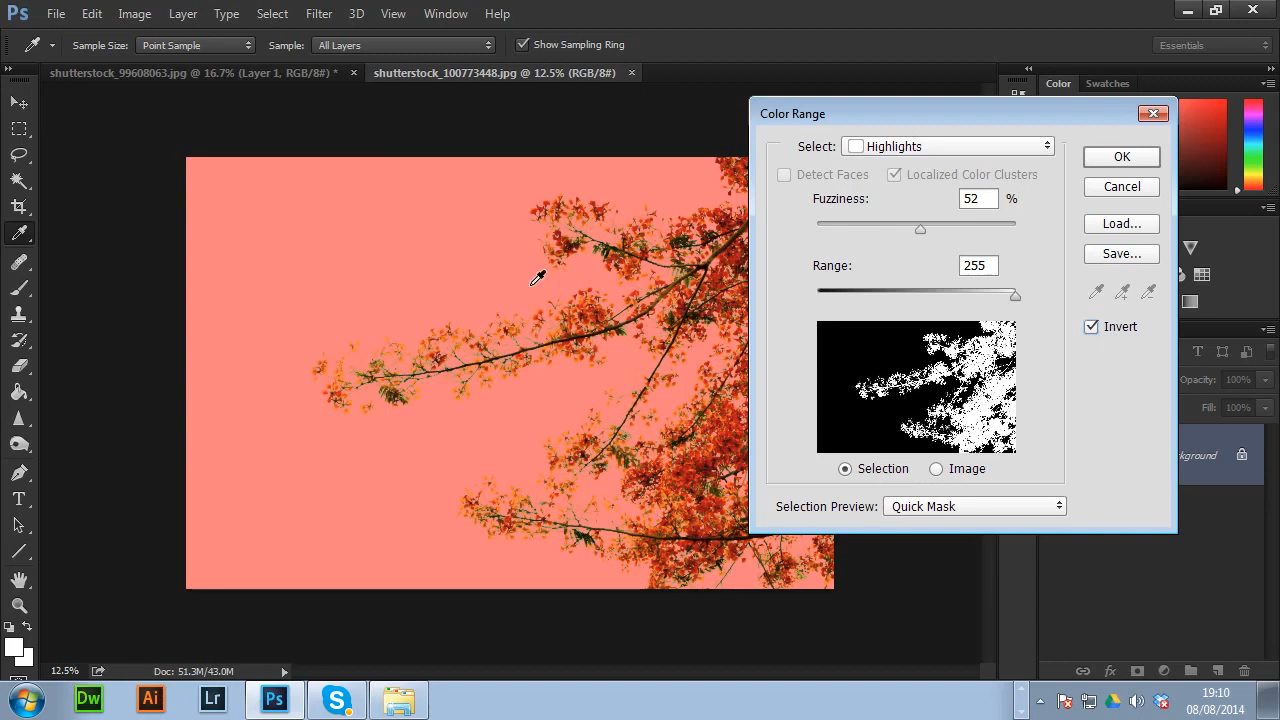 Ps File Edit Image Layer Type Select Filter 3D View Window Help
Sample Size: Point Sample Sample: All Layers Show Sampling Ring Essentials
shutterstock_99608063.jpg @ 16.7% (Layer 1, RGB/8#) * shutterstock_100773448.jpg @ 12.5% (RGB/8#)
Color Swatches
Color Range
Select: Highlights
OK
Detect Faces Localized Color Clusters
Cancel
Fuzziness: 52 %
Load...
Save...
Range: 255
Invert
Opacity: 100%
Fill: 100%
kground
Selection Image
Selection Preview: Quick Mask
12.5% Doc: 51.3M/43.0M
Dw Ai Lr Ps
19:10
08/08/2014